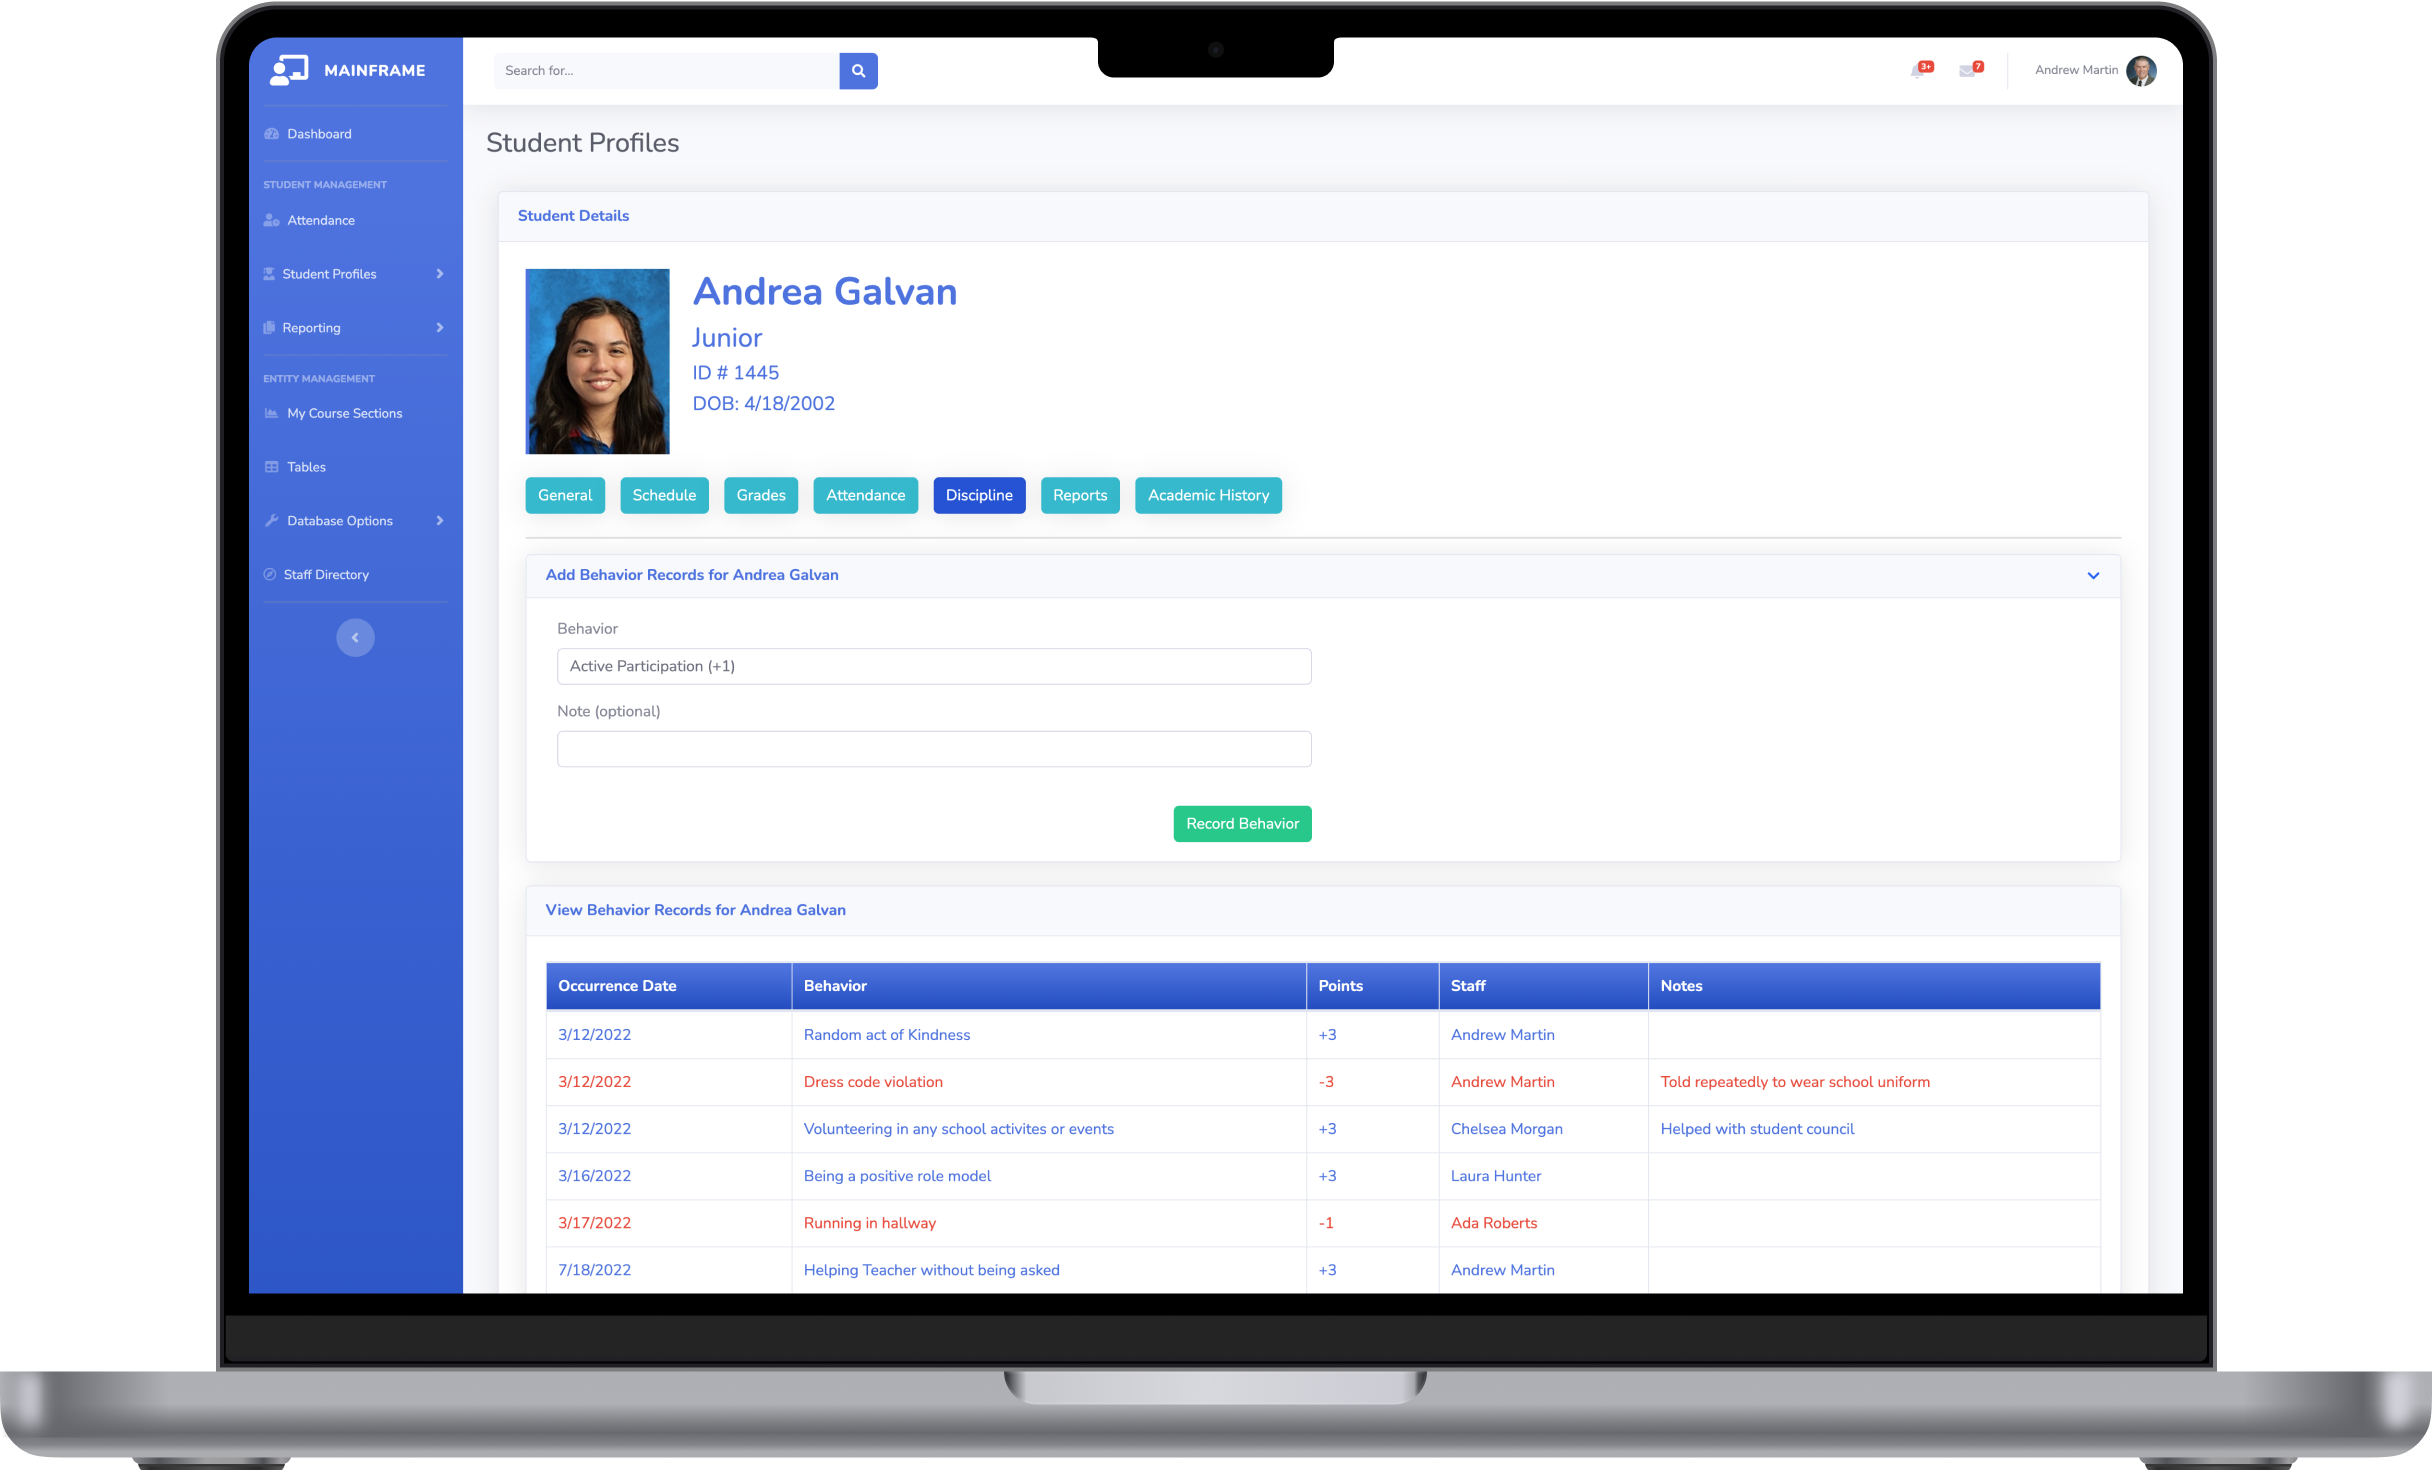 MAINFRAME
Search for...
3+
7
Andrew Martin
Dashboard
STUDENT MANAGEMENT
Attendance
Student Profiles
Reporting
ENTITY MANAGEMENT
My Course Sections
Tables
Database Options
Staff Directory
Student Profiles
Student Details
Andrea Galvan
Junior
ID # 1445
DOB: 4/18/2002
General Schedule Grades Attendance Discipline Reports Academic History
Add Behavior Records for Andrea Galvan
Behavior
Active Participation (+1)
Note (optional)
Record Behavior
View Behavior Records for Andrea Galvan
Occurrence Date Behavior Points Staff Notes
3/12/2022 Random act of Kindness +3 Andrew Martin
3/12/2022 Dress code violation -3 Andrew Martin Told repeatedly to wear school uniform
3/12/2022 Volunteering in any school activites or events +3 Chelsea Morgan Helped with student council
3/16/2022 Being a positive role model +3 Laura Hunter
3/17/2022 Running in hallway -1 Ada Roberts
7/18/2022 Helping Teacher without being asked +3 Andrew Martin